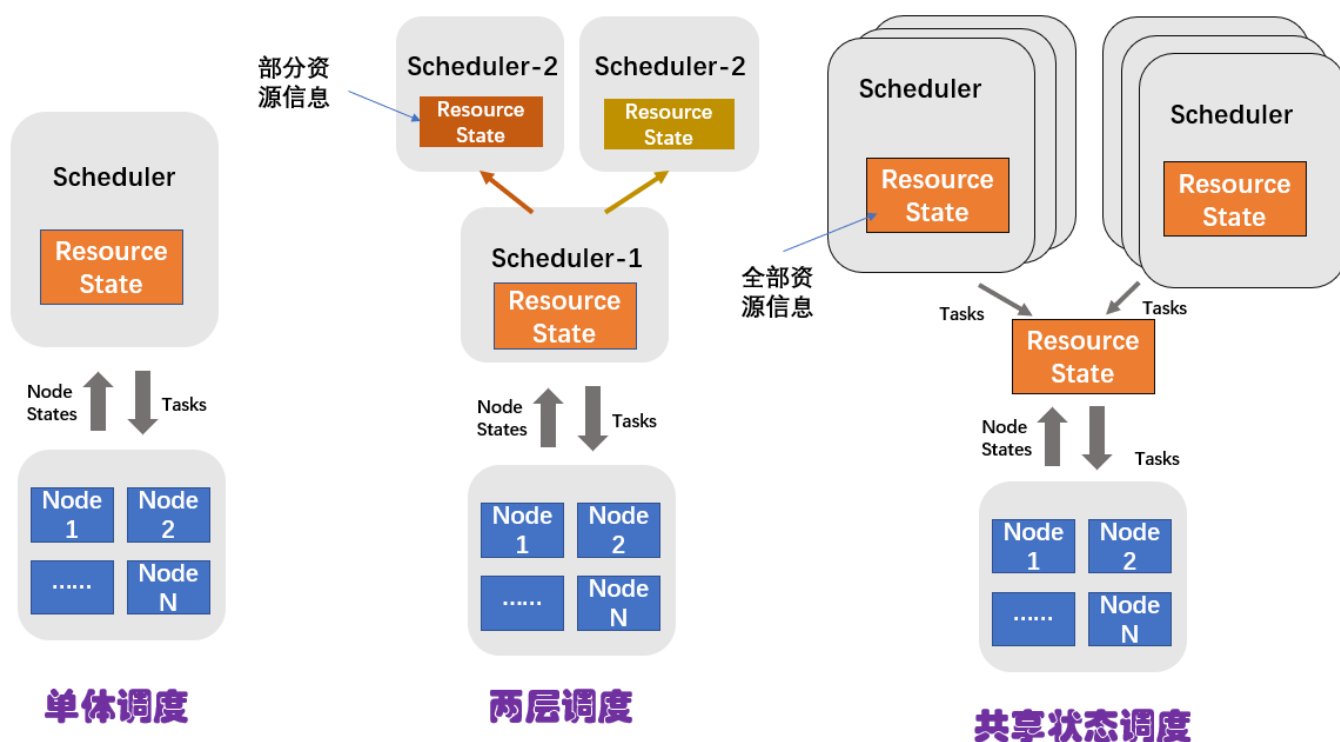 Scheduler
Resource
State
Node
States
Tasks
Node
1
Node
2
......
Node
N
单体调度
部分资
源信息
Scheduler-2
Resource
State
Scheduler-2
Resource
State
Scheduler-1
Resource
State
Node
States
Tasks
Node
1
Node
2
......
Node
N
两层调度
Scheduler
Resource
State
Scheduler
Resource
State
全部资
源信息
Tasks
Tasks
Resource
State
Node
States
Tasks
Node
1
Node
2
......
Node
N
共享状态调度